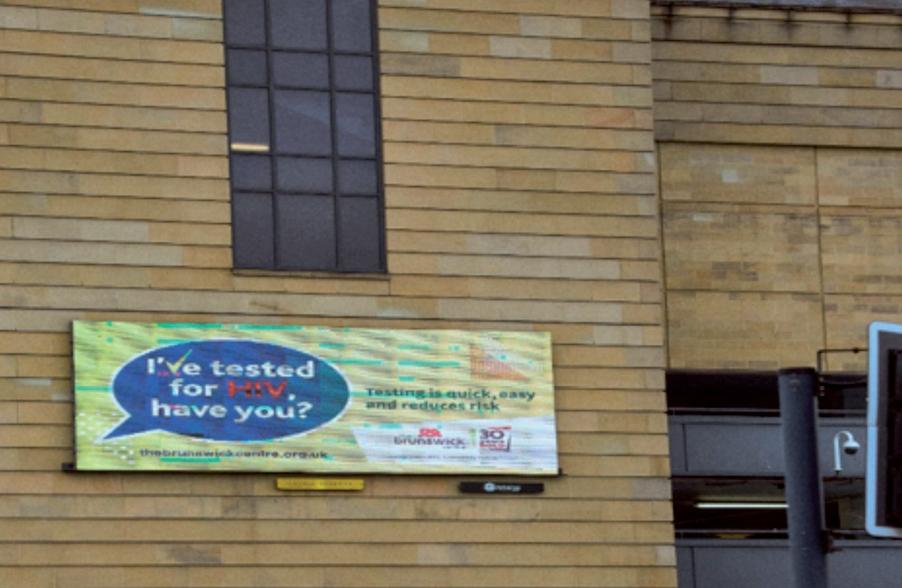 I've tested
for HIV,
have you?
Testing is quick, easy
and reduces risk
brunswick
30
thebrunswickcentre.org.uk